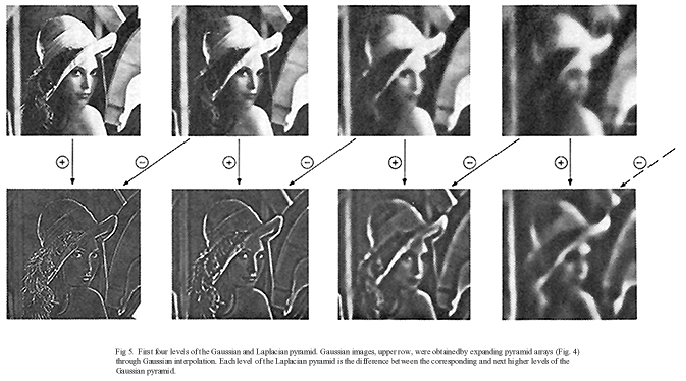 + - + - + - + -
Fig 5.  First four levels of the Gaussian and Laplacian pyramid. Gaussian images, upper row, were obtainedby expanding pyramid arrays (Fig. 4)
through Gaussian interpolation. Each level of the Laplacian pyramid is the difference between the corresponding and next higher levels of the
Gaussian pyramid.